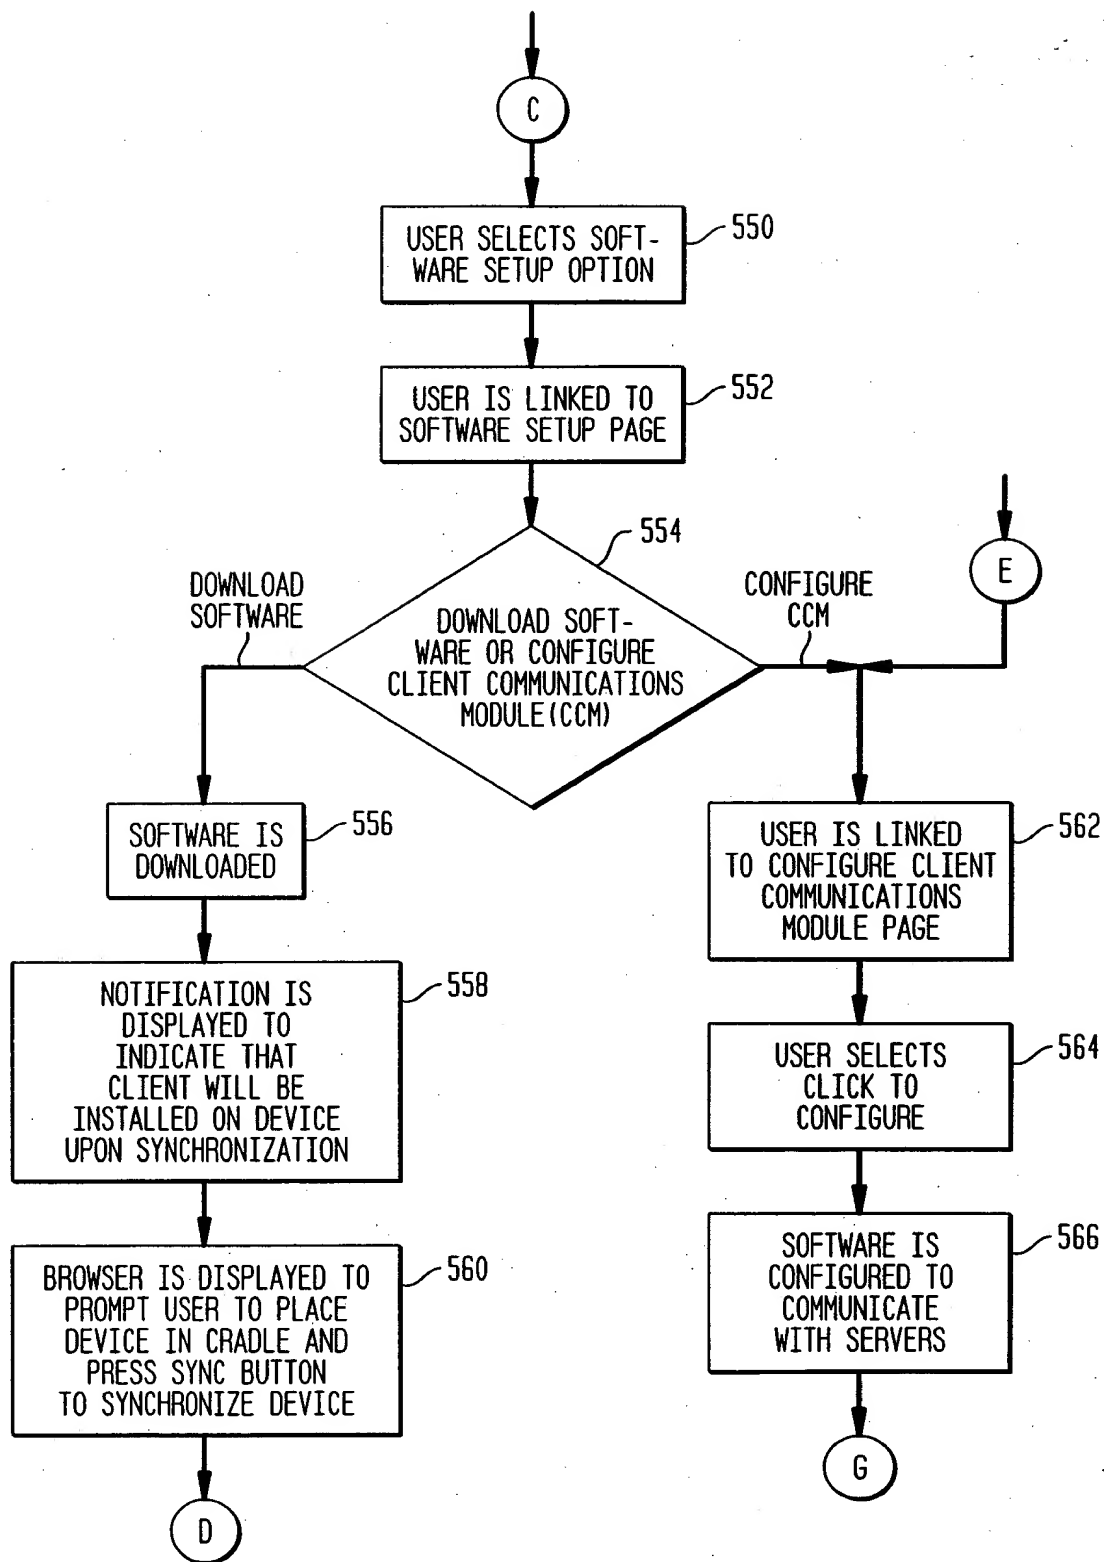 C
USER SELECTS SOFT-
WARE SETUP OPTION
550
USER IS LINKED TO
SOFTWARE SETUP PAGE
552
554
DOWNLOAD
SOFTWARE
DOWNLOAD SOFT-
WARE OR CONFIGURE
CLIENT COMMUNICATIONS
MODULE(CCM)
CONFIGURE
CCM
E
SOFTWARE IS
DOWNLOADED
556
NOTIFICATION IS
DISPLAYED TO
INDICATE THAT
CLIENT WILL BE
INSTALLED ON DEVICE
UPON SYNCHRONIZATION
558
BROWSER IS DISPLAYED TO
PROMPT USER TO PLACE
DEVICE IN CRADLE AND
PRESS SYNC BUTTON
TO SYNCHRONIZE DEVICE
560
D
USER IS LINKED
TO CONFIGURE CLIENT
COMMUNICATIONS
MODULE PAGE
562
USER SELECTS
CLICK TO
CONFIGURE
564
SOFTWARE IS
CONFIGURED TO
COMMUNICATE
WITH SERVERS
566
G